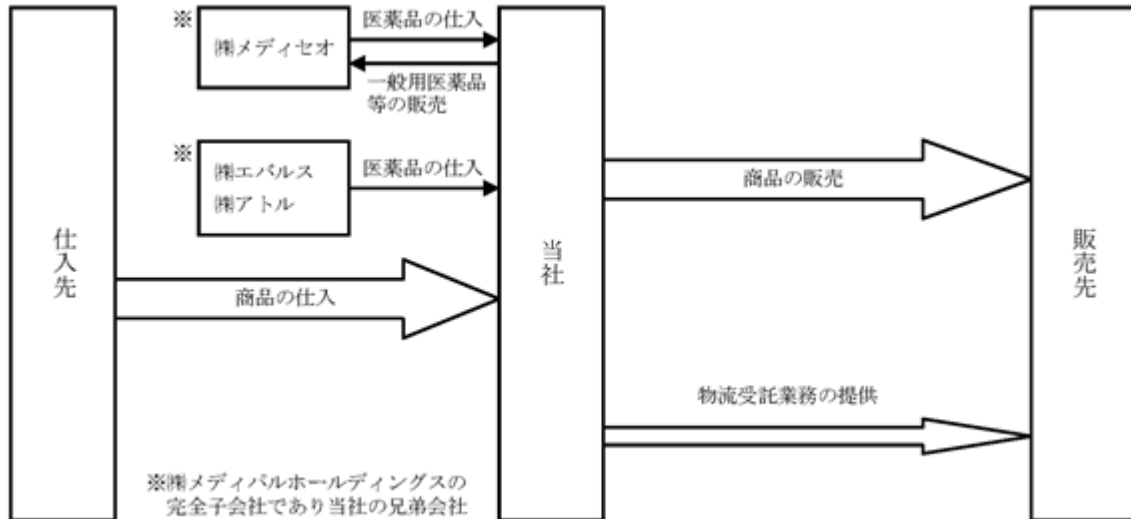 ※
㈱メディセオ
医薬品の仕入
一般用医薬品
等の販売
※
㈱エバルス
㈱アトル
医薬品の仕入
仕入先
商品の仕入
当社
商品の販売
物流受託業務の提供
販売先
※㈱メディパルホールディングスの
完全子会社であり当社の兄弟会社